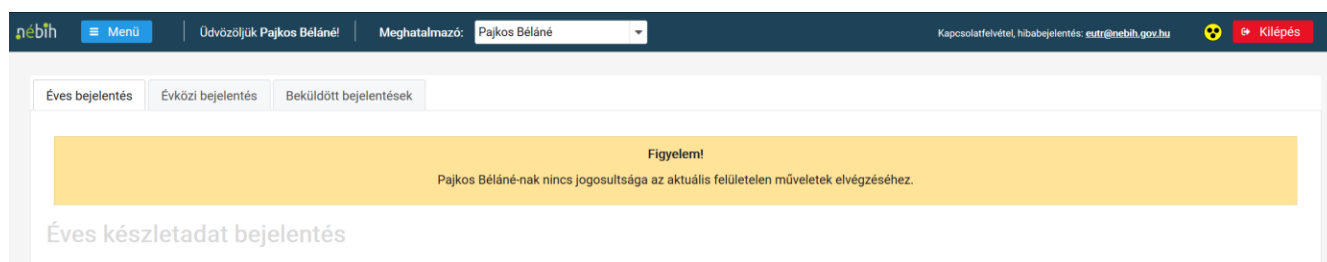 nébih Menü Üdvözöljük Pajkos Béláné! Meghatalmazó: Pajkos Béláné Kapcsolatfelvétel, hibabejelentés: eutr@nebih.gov.hu Kilépés
Éves bejelentés Évközi bejelentés Beküldött bejelentések
Figyelem!
Pajkos Béláné-nak nincs jogosultsága az aktuális felületelen műveletek elvégzéséhez.
Éves készletadat bejelentés